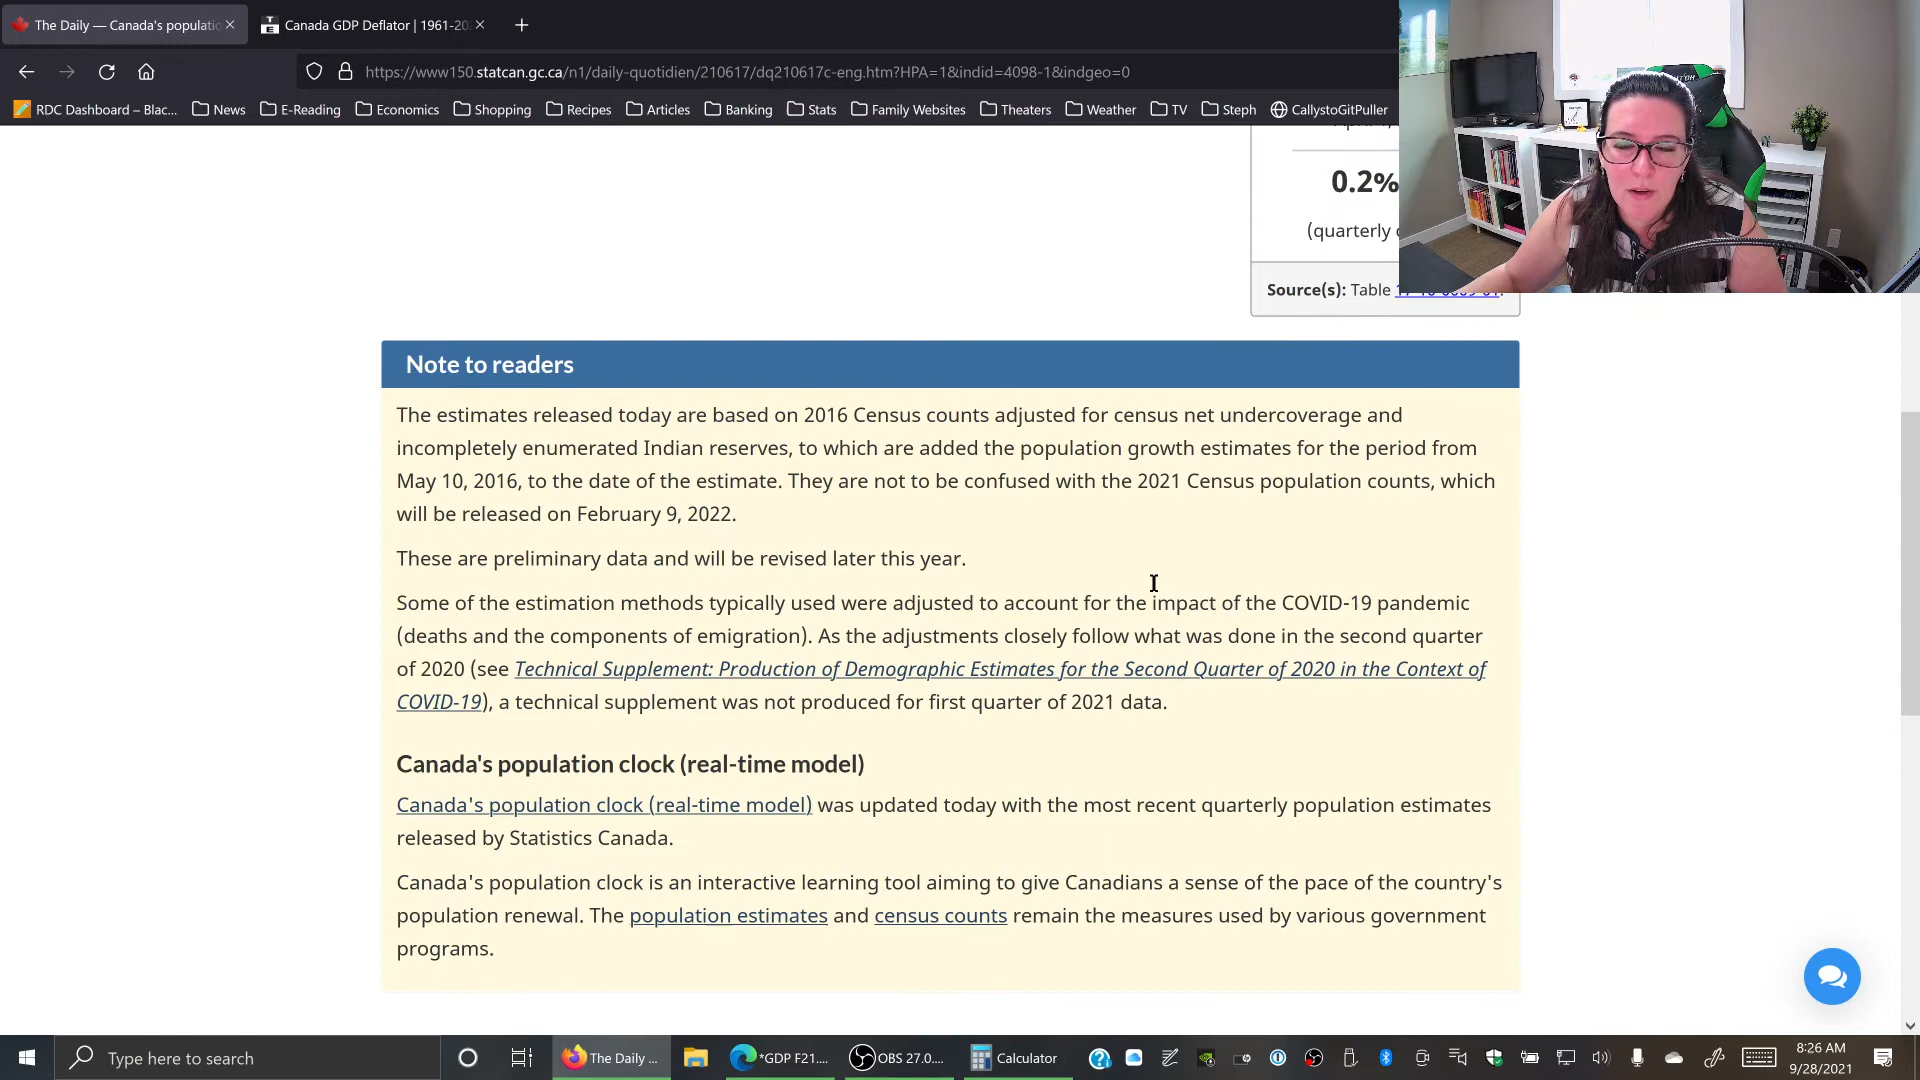 The Daily — Canada's populatio
Canada GDP Deflator | 1961-20
https://www150.statcan.gc.ca/n1/daily-quotidien/210617/dq210617c-eng.htm?HPA=1&indid=4098-1&indgeo=0
RDC Dashboard – Blac... News E-Reading Economics Shopping Recipes Articles Banking Stats Family Websites Theaters Weather TV Steph CallystoGitPuller
0.2%
(quarterly c
Source(s): Table
Note to readers
The estimates released today are based on 2016 Census counts adjusted for census net undercoverage and
incompletely enumerated Indian reserves, to which are added the population growth estimates for the period from
May 10, 2016, to the date of the estimate. They are not to be confused with the 2021 Census population counts, which
will be released on February 9, 2022.
These are preliminary data and will be revised later this year.
Some of the estimation methods typically used were adjusted to account for the impact of the COVID-19 pandemic
(deaths and the components of emigration). As the adjustments closely follow what was done in the second quarter
of 2020 (see Technical Supplement: Production of Demographic Estimates for the Second Quarter of 2020 in the Context of
COVID-19), a technical supplement was not produced for first quarter of 2021 data.
Canada's population clock (real-time model)
Canada's population clock (real-time model) was updated today with the most recent quarterly population estimates
released by Statistics Canada.
Canada's population clock is an interactive learning tool aiming to give Canadians a sense of the pace of the country's
population renewal. The population estimates and census counts remain the measures used by various government
programs.
Type here to search
The Daily ...
*GDP F21....
OBS 27.0....
Calculator
8:26 AM
9/28/2021